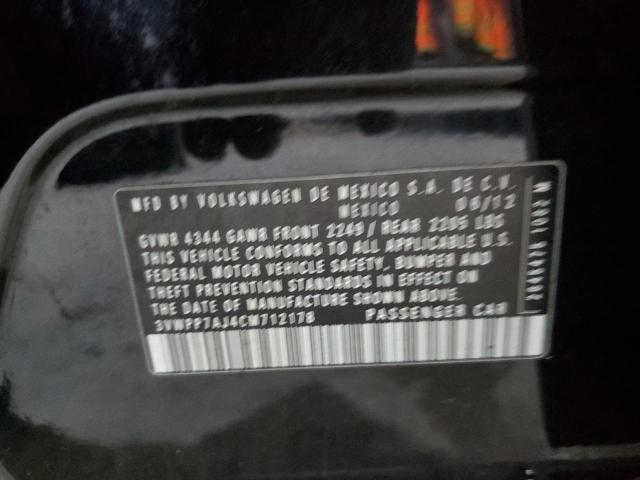 MFD BY VOLKSWAGEN DE MEXICO S.A. DE C.V.
MEXICO 06/12
GVWR 4344 GAWR FRONT 2249 / REAR 2205 LBS
THIS VEHICLE CONFORMS TO ALL APPLICABLE U.S.
FEDERAL MOTOR VEHICLE SAFETY, BUMPER AND
THEFT PREVENTION STANDARDS IN EFFECT ON
THE DATE OF MANUFACTURE SHOWN ABOVE.
3VWPP7AJ4CM712178 PASSENGER CAR